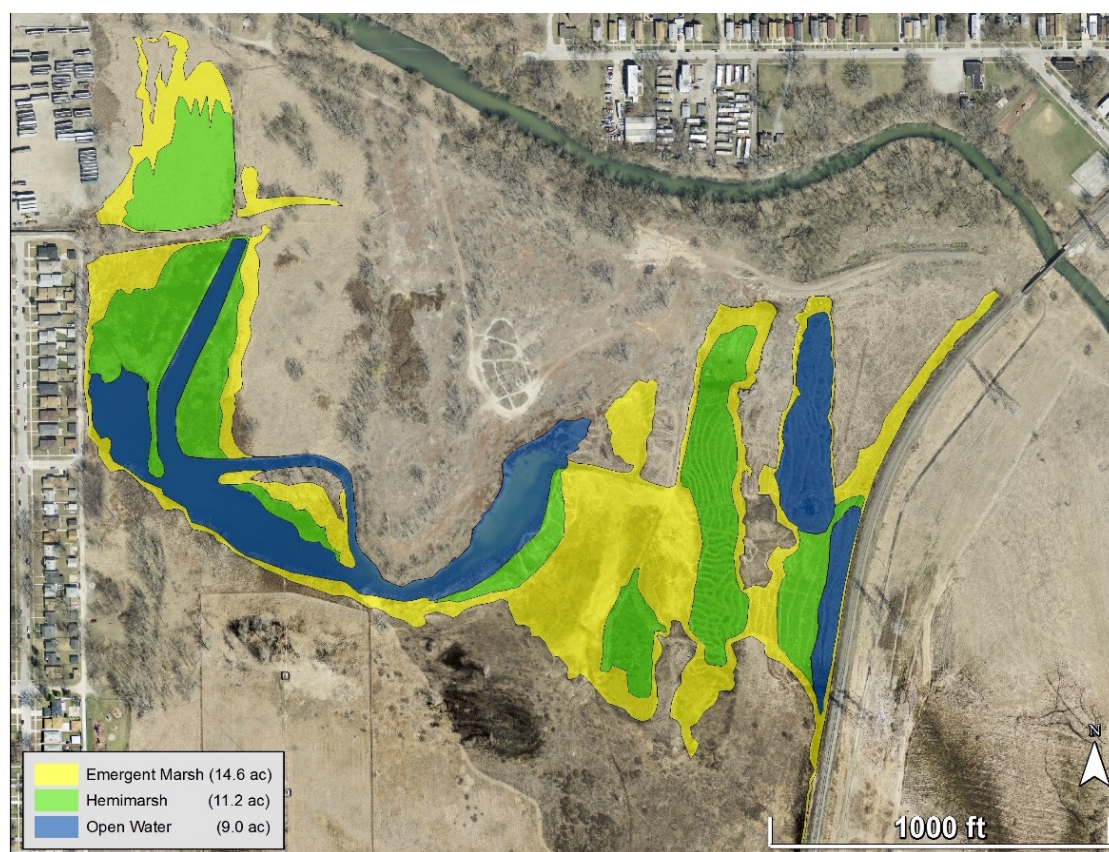 N
Emergent Marsh (14.6 ac)
Hemimarsh (11.2 ac)
Open Water (9.0 ac)
1000 ft